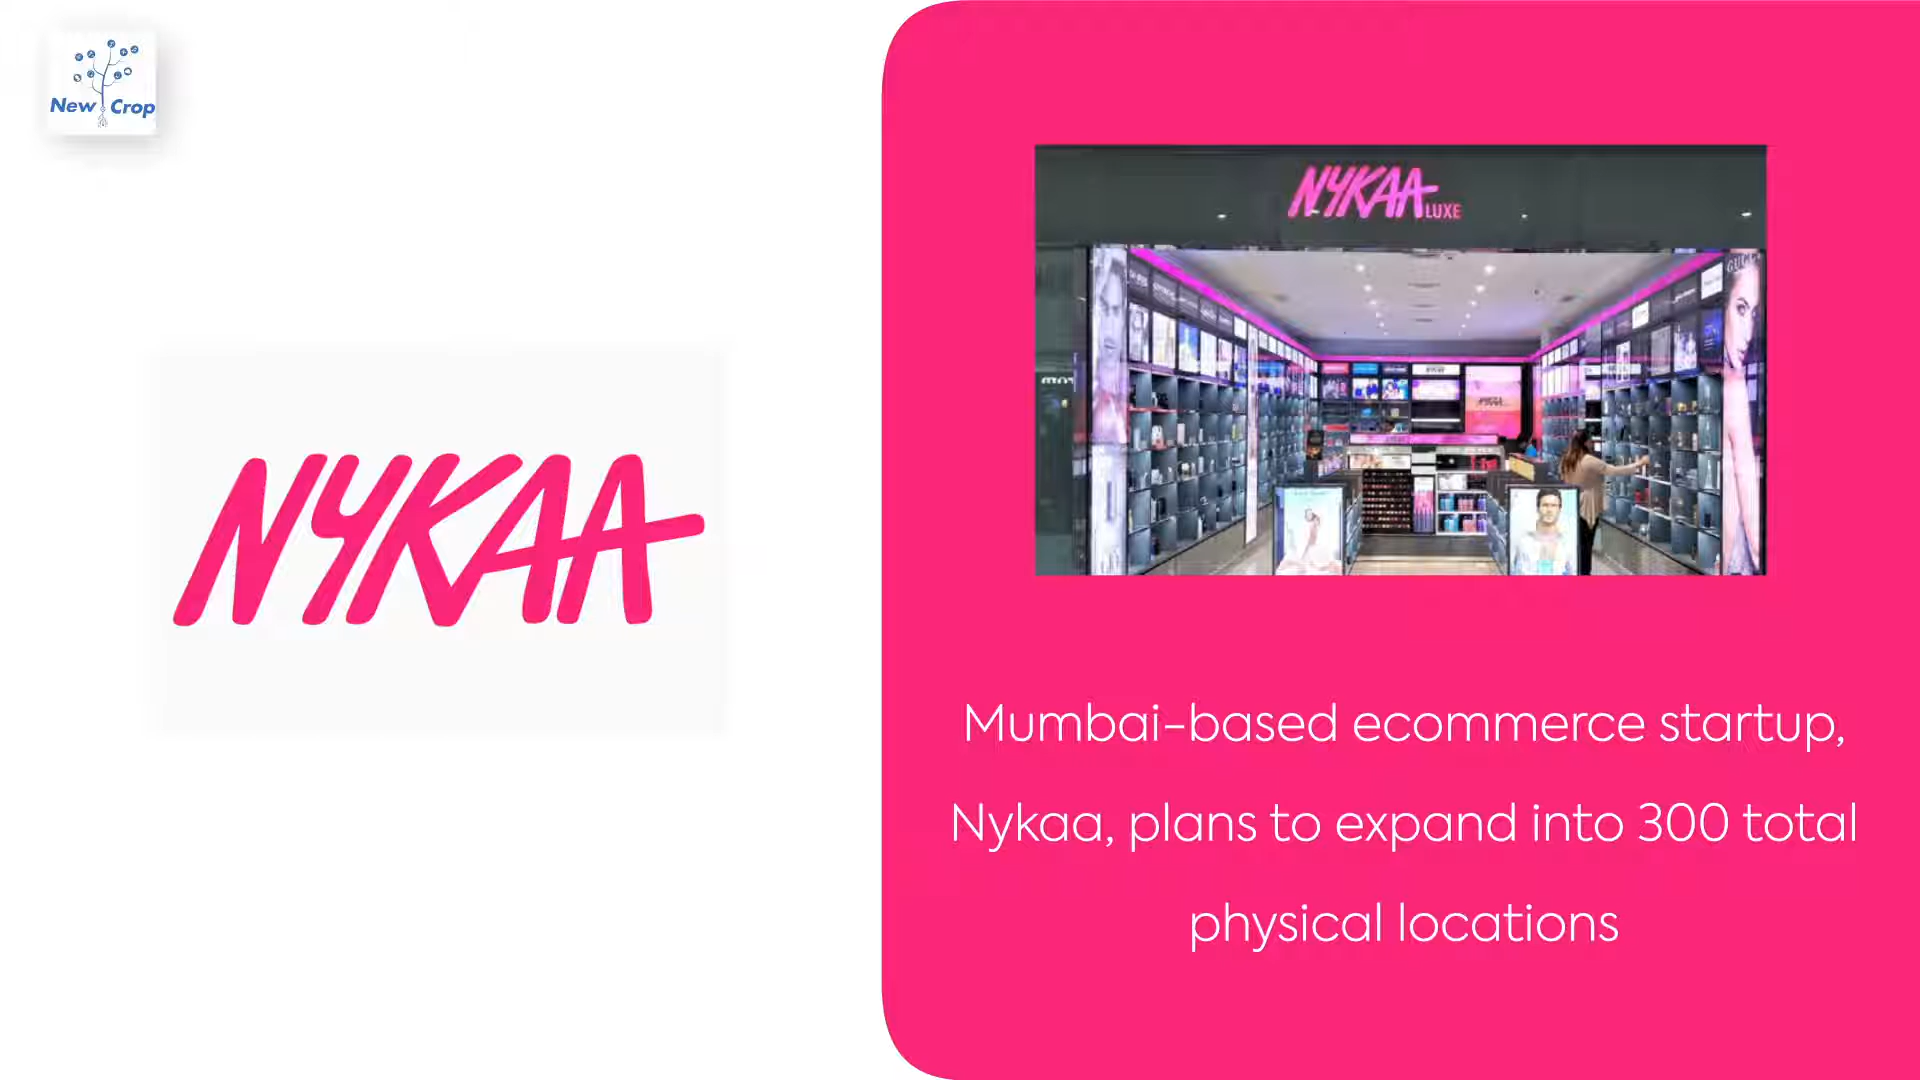 New Crop
NYKAA
NYKAA LUXE
Mumbai-based ecommerce startup,
Nykaa, plans to expand into 300 total
physical locations